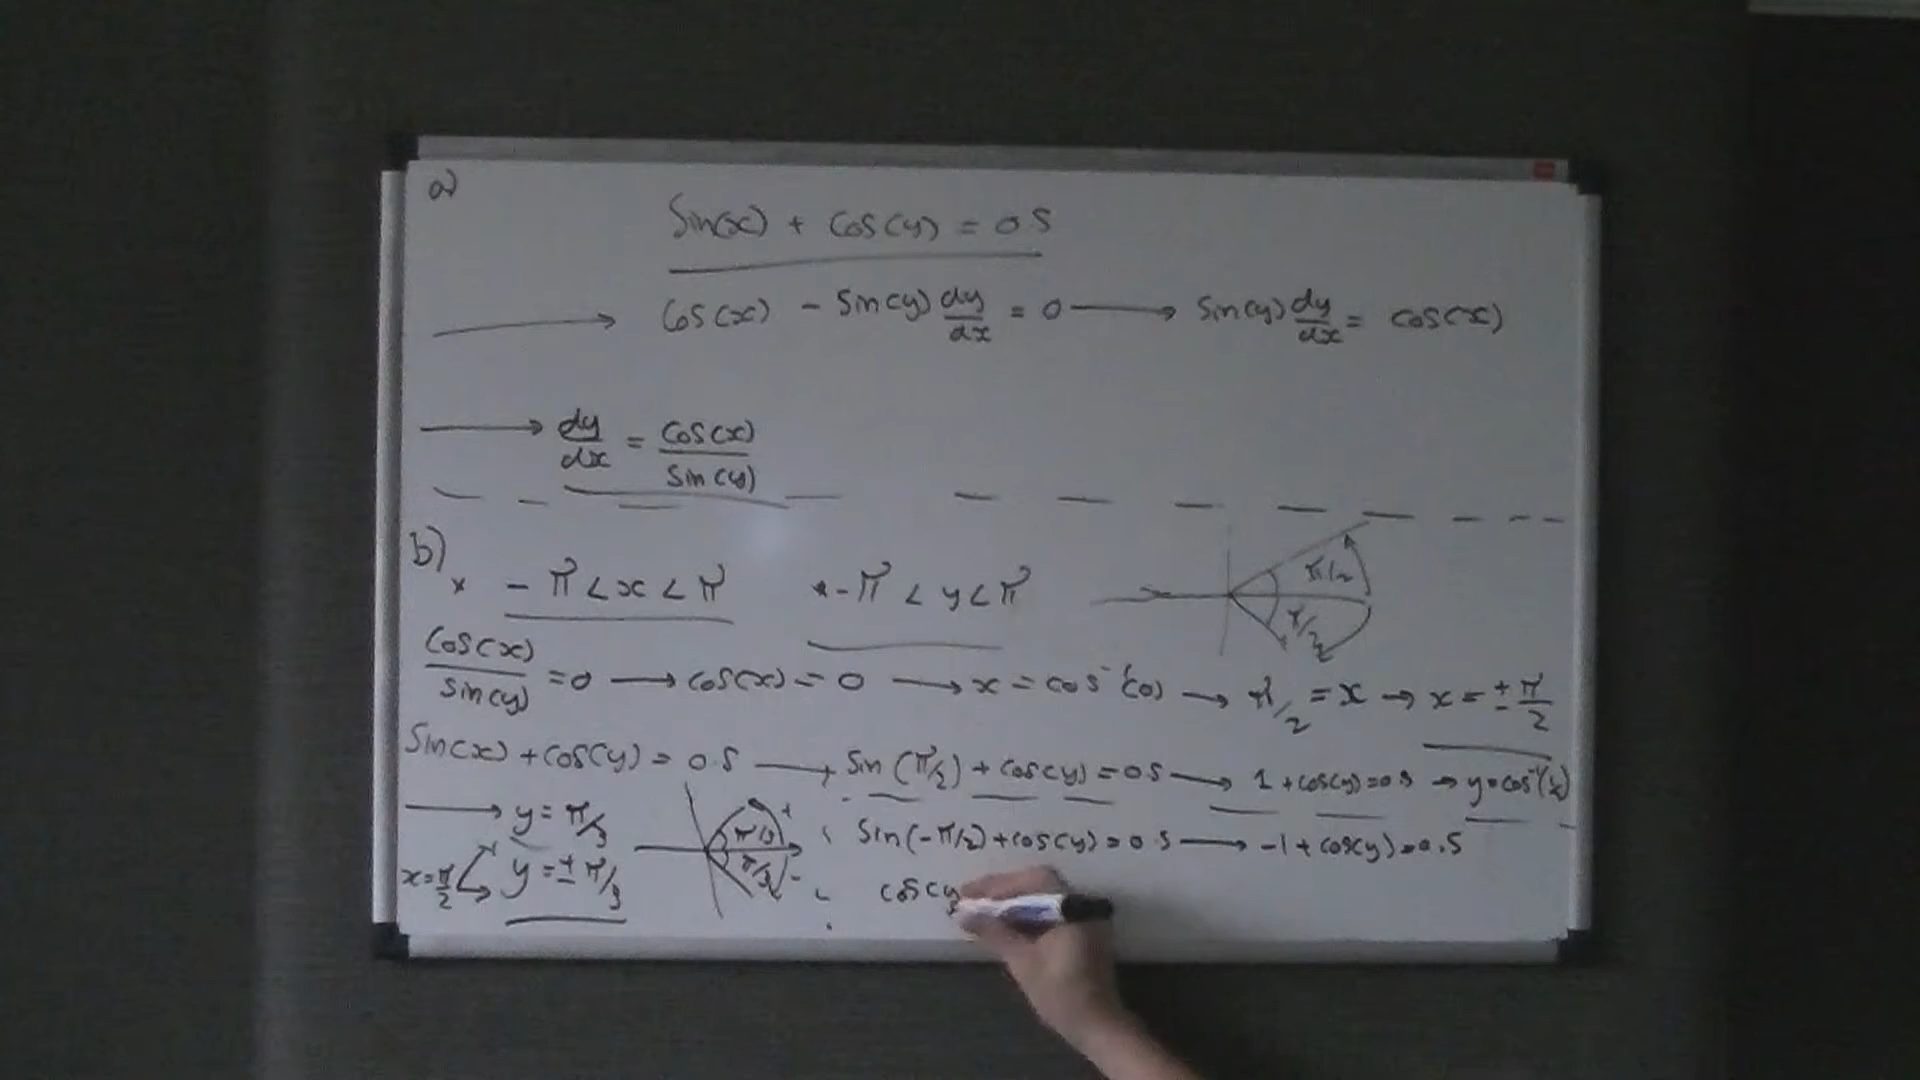 a)
Sin(x) + Cos(y) = 0.5
→ Cos(x) - Sin(y) dy/dx = 0 → Sin(y) dy/dx = Cos(x)
→ dy/dx = Cos(x)/Sin(y)
b)
* -π < x < π * -π < y < π
π/2
π/2
Cos(x)/Sin(y) = 0 → Cos(x) = 0 → x = cos⁻¹(0) → π/2 = x → x = ± π/2
Sin(x) + Cos(y) = 0.5 → Sin(π/2) + Cos(y) = 0.5 → 1 + Cos(y) = 0.5 → y = cos⁻¹(½)
→ y = π/3
π/3
π/3
Sin(-π/2) + Cos(y) = 0.5 → -1 + Cos(y) = 0.5
x = π/2 y = ± π/3
+
-
Cos(y